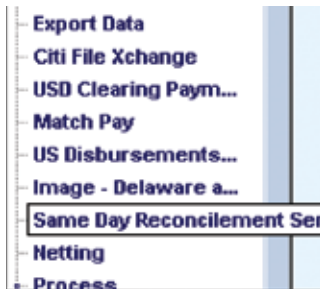 Export Data
Citi File Xchange
USD Clearing Paym...
Match Pay
US Disbursements...
Image - Delaware a...
Same Day Reconcilement Ser
Netting
Process